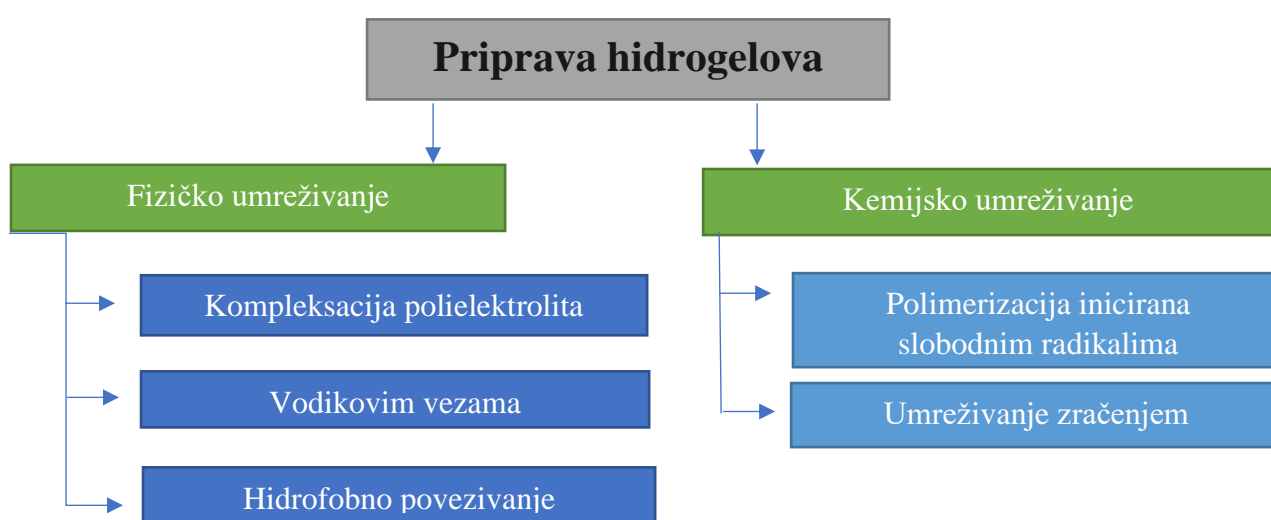 Priprava hidrogelova
Fizičko umreživanje
Kemijsko umreživanje
Kompleksacija polielektrolita
Vodikovim vezama
Hidrofobno povezivanje
Polimerizacija inicirana
slobodnim radikalima
Umreživanje zračenjem